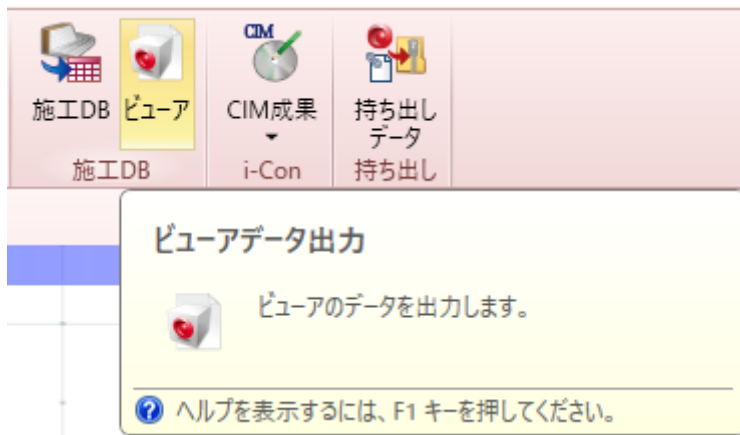 CIM
施工DB ビューア CIM成果 持ち出し
データ
施工DB i-Con 持ち出し
ビューアデータ出力
ビューアのデータを出力します。
ヘルプを表示するには、F1 キーを押してください。